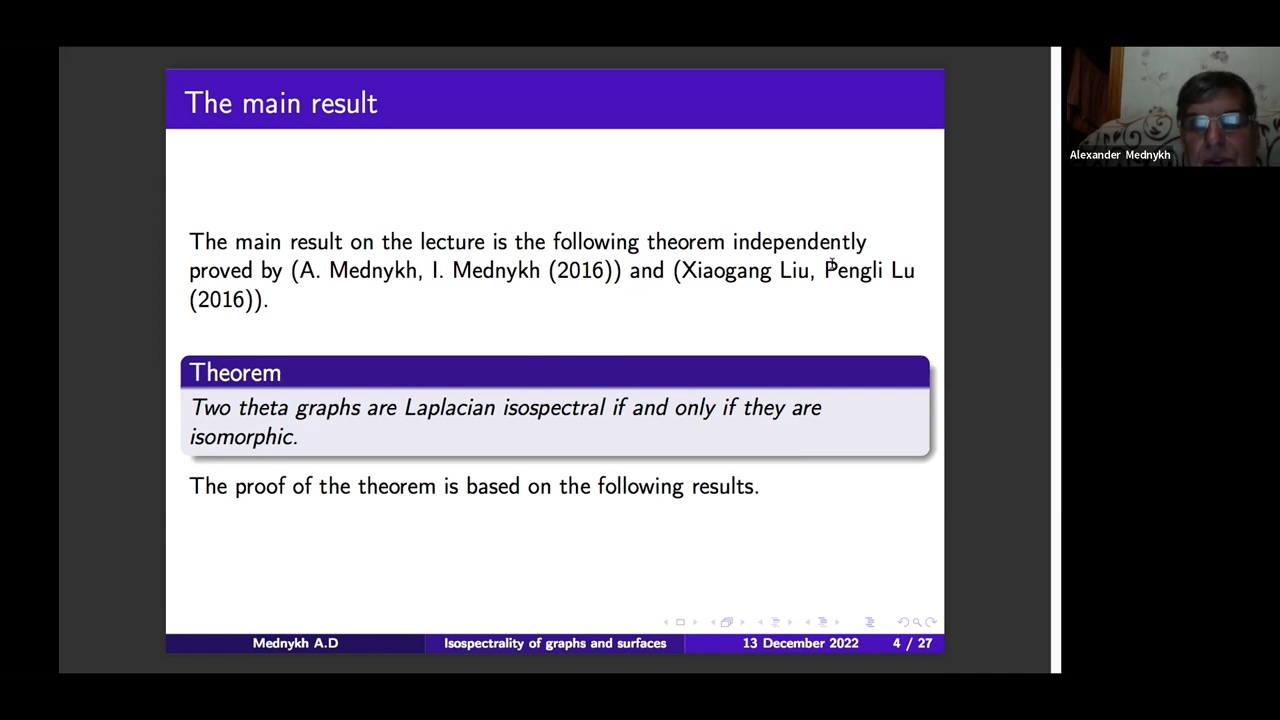 The main result
The main result on the lecture is the following theorem independently
proved by (A. Mednykh, I. Mednykh (2016)) and (Xiaogang Liu, Pengli Lu
(2016)).
Theorem
Two theta graphs are Laplacian isospectral if and only if they are
isomorphic.
The proof of the theorem is based on the following results.
Mednykh A.D
Isospectrality of graphs and surfaces
13 December 2022
4 / 27
Alexander Mednykh